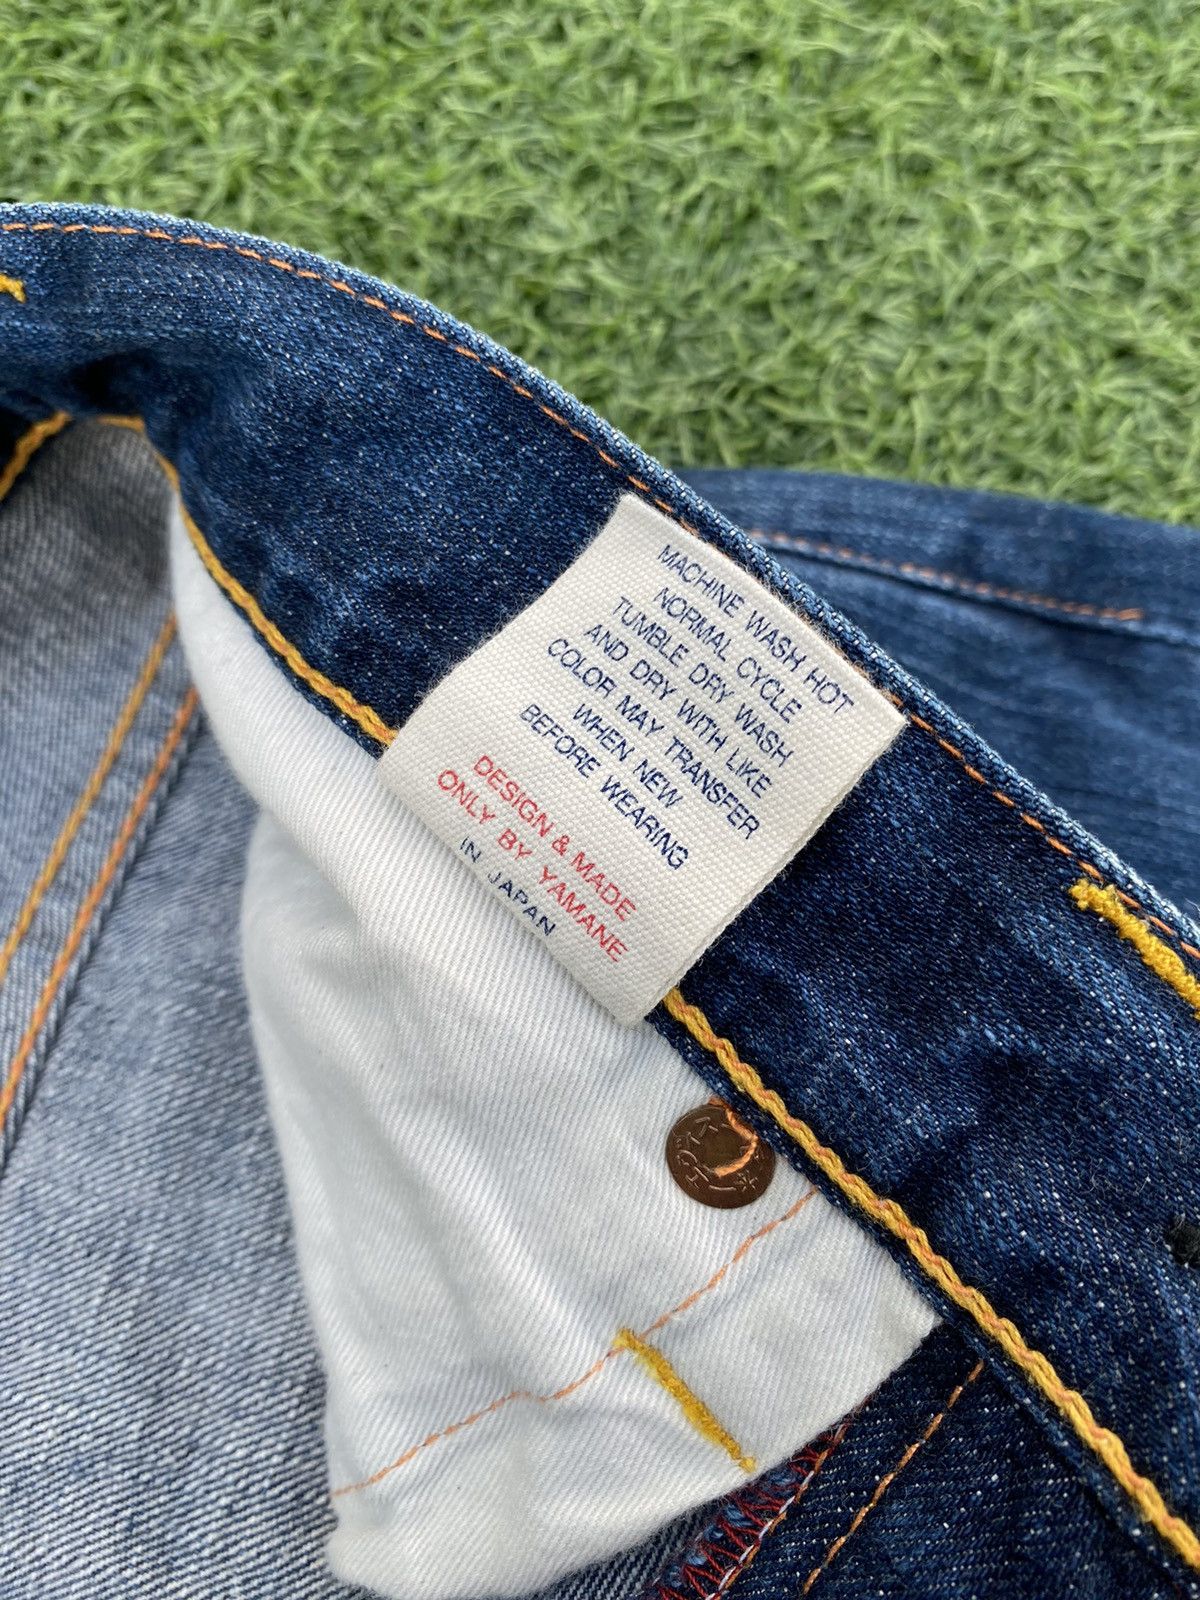 MACHINE WASH HOT
NORMAL CYCLE
TUMBLE DRY WASH
AND DRY WITH LIKE
COLOR MAY TRANSFER
WHEN NEW
BEFORE WEARING
DESIGN & MADE
ONLY BY YAMANE
IN JAPAN